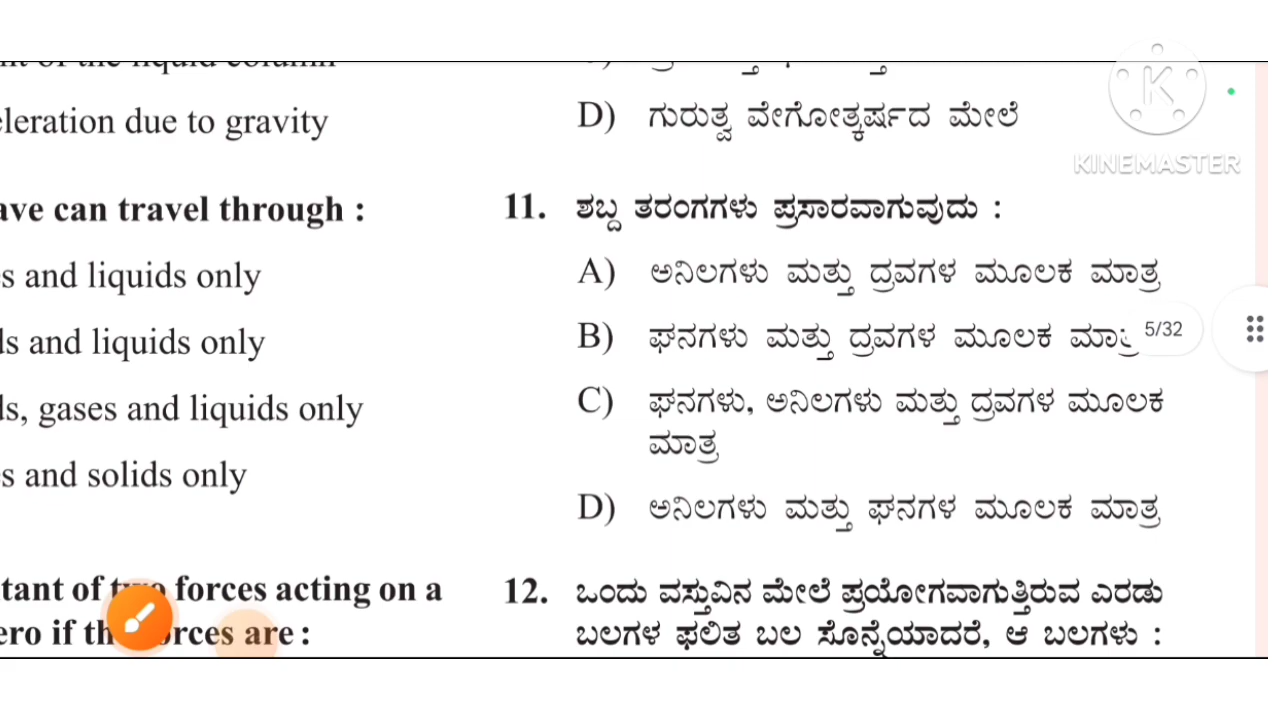 eleration due to gravity
D) ಗುರುತ್ವ ವೇಗೋತ್ಕರ್ಷದ ಮೇಲೆ
KINEMASTER
ave can travel through :
s and liquids only
ls and liquids only
ls, gases and liquids only
s and solids only
11. ಶಬ್ದ ತರಂಗಗಳು ಪ್ರಸಾರವಾಗುವುದು :
A) ಅನಿಲಗಳು ಮತ್ತು ದ್ರವಗಳ ಮೂಲಕ ಮಾತ್ರ
B) ಘನಗಳು ಮತ್ತು ದ್ರವಗಳ ಮೂಲಕ
5/32
C) ಘನಗಳು, ಅನಿಲಗಳು ಮತ್ತು ದ್ರವಗಳ ಮೂಲಕ
ಮಾತ್ರ
D) ಅನಿಲಗಳು ಮತ್ತು ಘನಗಳ ಮೂಲಕ ಮಾತ್ರ
tant of two forces acting on a
ero if th rces are :
12. ಒಂದು ವಸ್ತುವಿನ ಮೇಲೆ ಪ್ರಯೋಗವಾಗುತ್ತಿರುವ ಎರಡು
ಬಲಗಳ ಫಲಿತ ಬಲ ಸೊನ್ನೆಯಾದರೆ, ಆ ಬಲಗಳು :